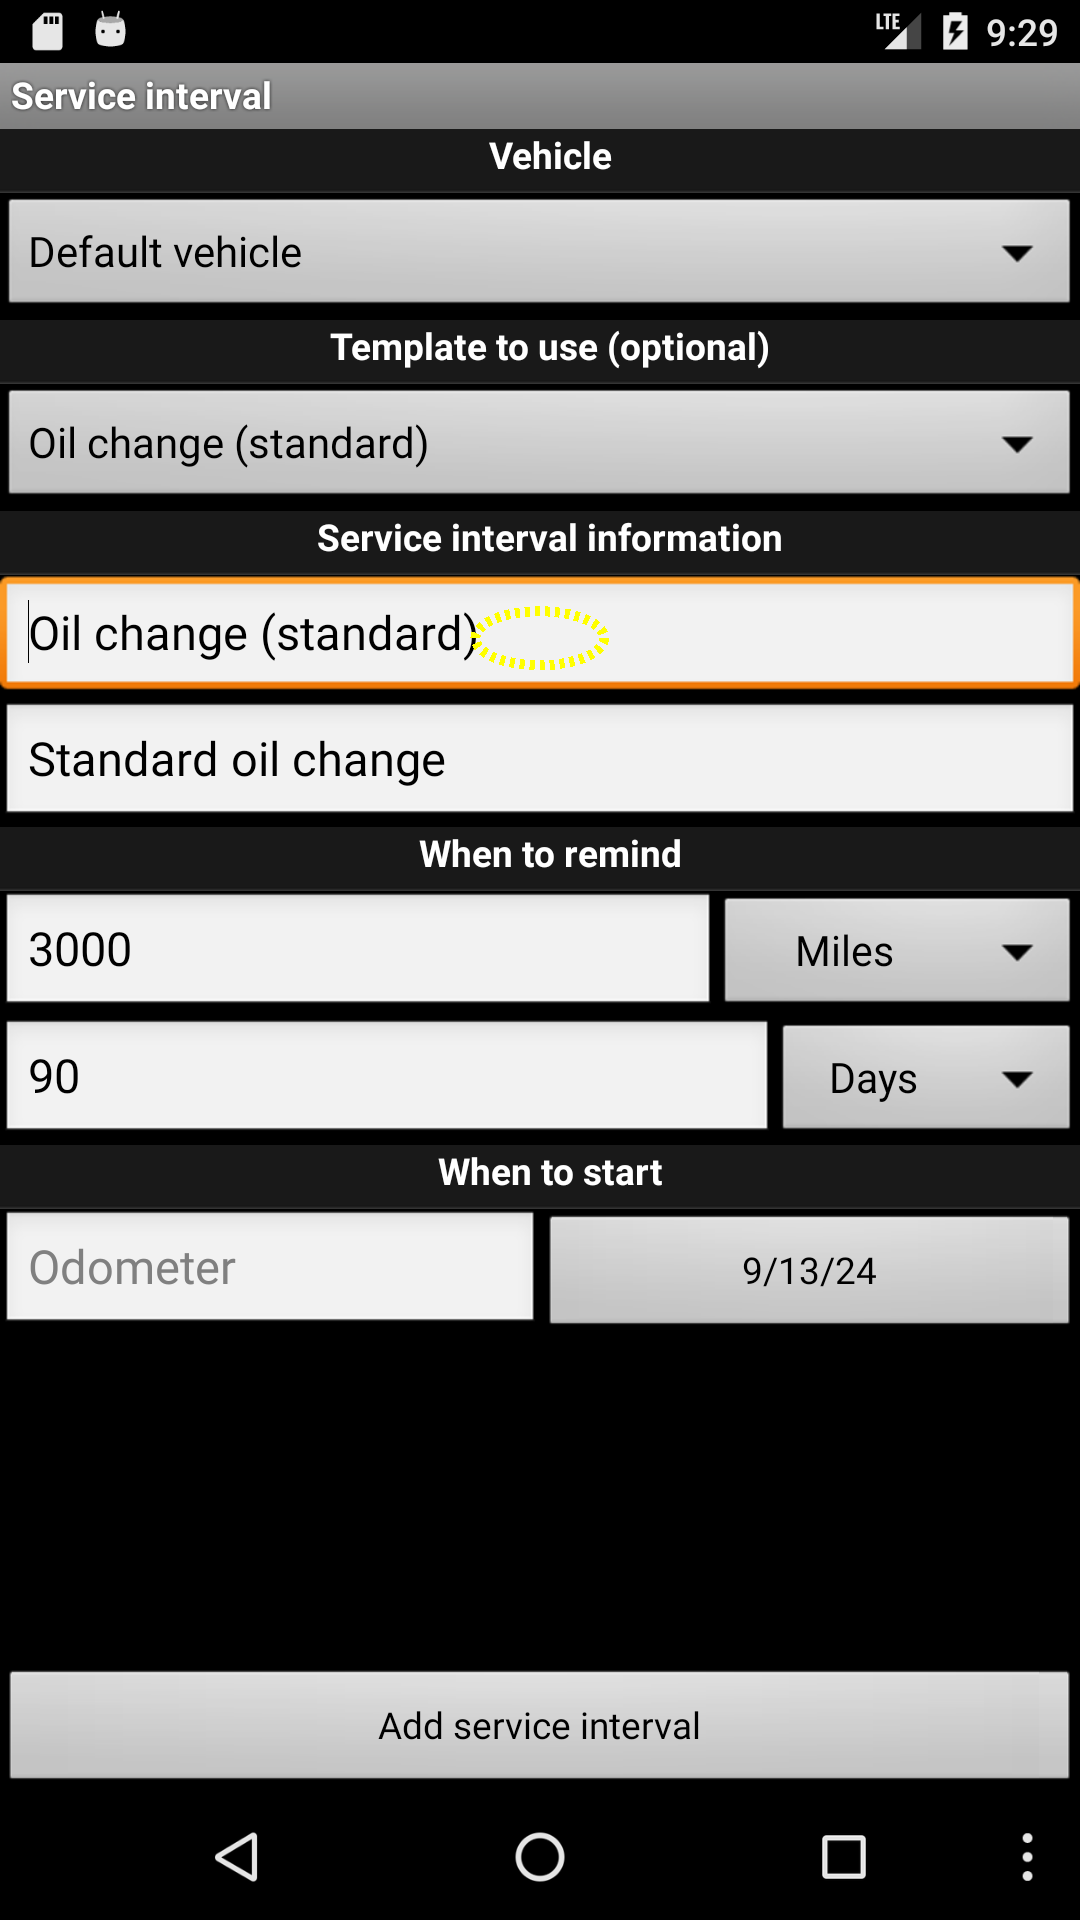 LTE 9:29
Service interval
Vehicle
Default vehicle
Template to use (optional)
Oil change (standard)
Service interval information
Oil change (standard)
Standard oil change
When to remind
3000 Miles
90 Days
When to start
Odometer 9/13/24
Add service interval